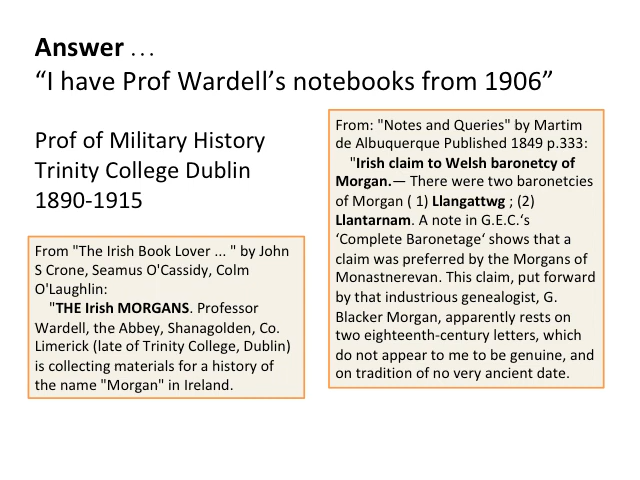 Answer …
“I have Prof Wardell’s notebooks from 1906”
Prof of Military History
Trinity College Dublin
1890-1915
From "The Irish Book Lover ... " by John
S Crone, Seamus O'Cassidy, Colm
O'Laughlin:
"THE Irish MORGANS. Professor
Wardell, the Abbey, Shanagolden, Co.
Limerick (late of Trinity College, Dublin)
is collecting materials for a history of
the name "Morgan" in Ireland.
From: "Notes and Queries" by Martim
de Albuquerque Published 1849 p.333:
"Irish claim to Welsh baronetcy of
Morgan.— There were two baronetcies
of Morgan ( 1) Llangattwg ; (2)
Llantarnam. A note in G.E.C.‘s
‘Complete Baronetage‘ shows that a
claim was preferred by the Morgans of
Monastnerevan. This claim, put forward
by that industrious genealogist, G.
Blacker Morgan, apparently rests on
two eighteenth-century letters, which
do not appear to me to be genuine, and
on tradition of no very ancient date.